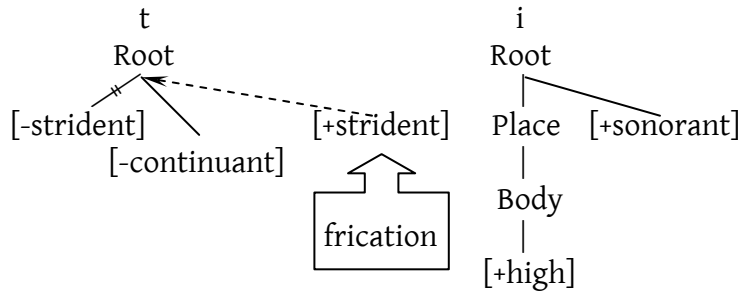 t i
Root Root
[-strident] [+strident] Place [+sonorant]
[-continuant]
Body
frication
[+high]